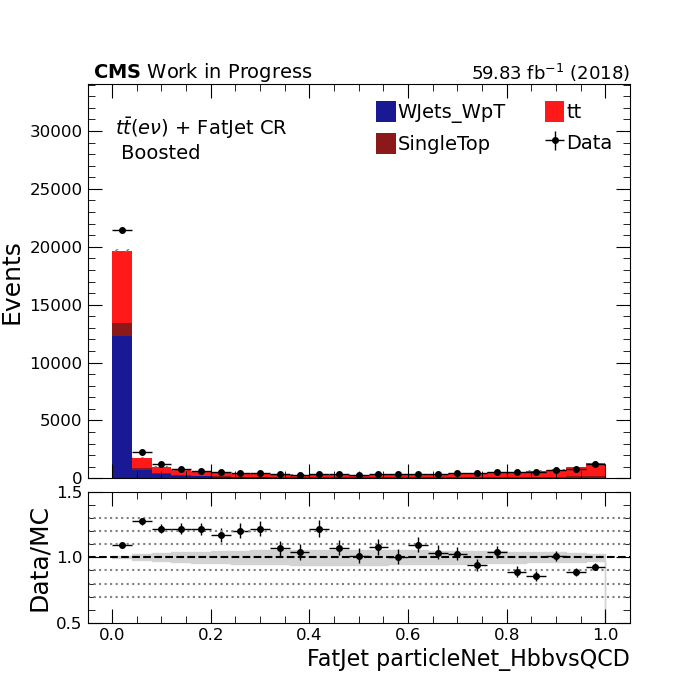 CMS Work in Progress 59.83 fb⁻¹ (2018)
tt̄(eν) + FatJet CR
Boosted
WJets_WpT
tt
SingleTop
Data
Events
30000
25000
20000
15000
10000
5000
0
Data/MC
1.5
1.0
0.5
0.0 0.2 0.4 0.6 0.8 1.0
FatJet particleNet_HbbvsQCD